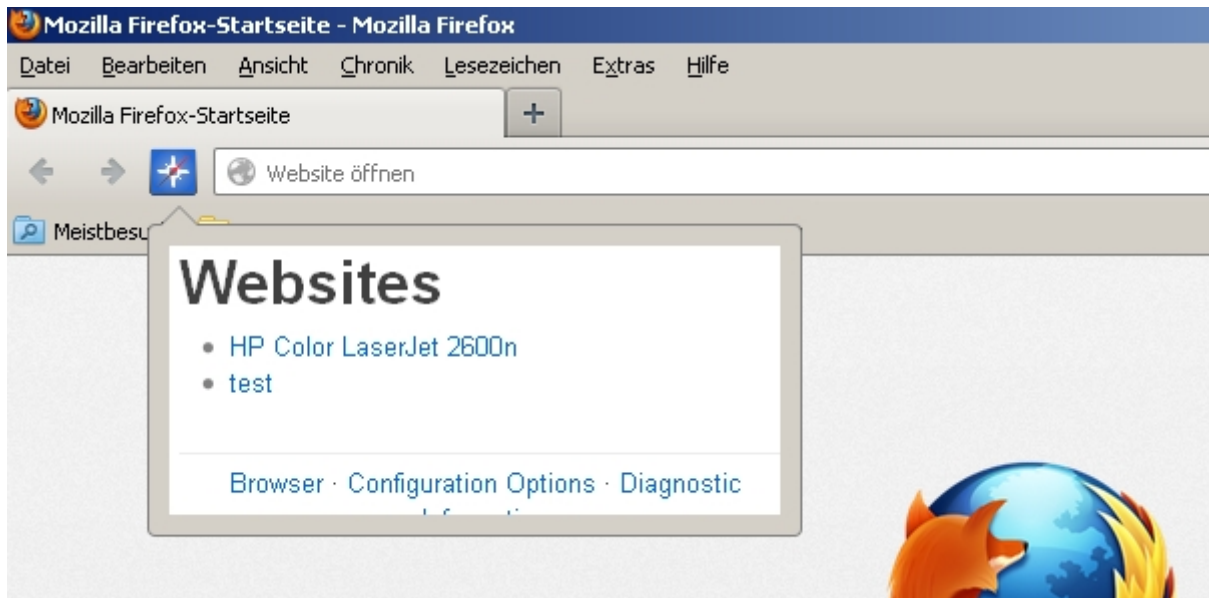 Mozilla Firefox-Startseite - Mozilla Firefox
Datei Bearbeiten Ansicht Chronik Lesezeichen Extras Hilfe
Mozilla Firefox-Startseite +
Website öffnen
Websites
HP Color LaserJet 2600n
test
Browser · Configuration Options · Diagnostic